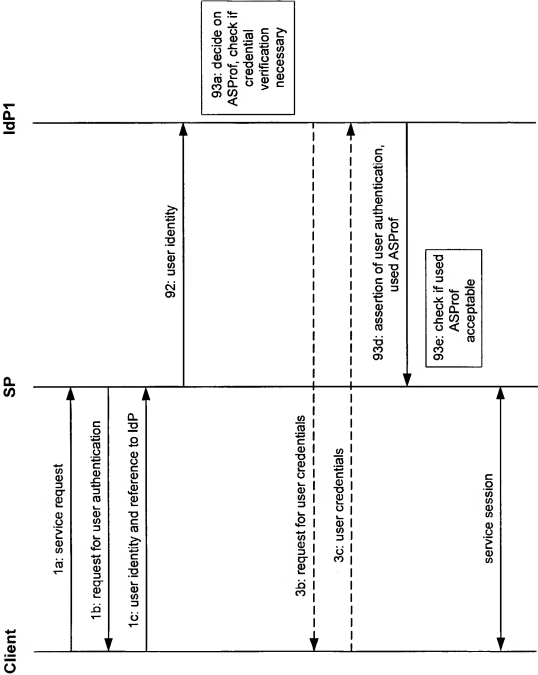 Client
SP
IdP1
1a: service request
1b: request for user authentication
1c: user identity and reference to IdP
92: user identity
93a: decide on
ASProf, check if
credential
verification
necessary
3b: request for user credentials
3c: user credentials
93d: assertion of user authentication,
used ASProf
93e: check if used
ASProf
acceptable
service session